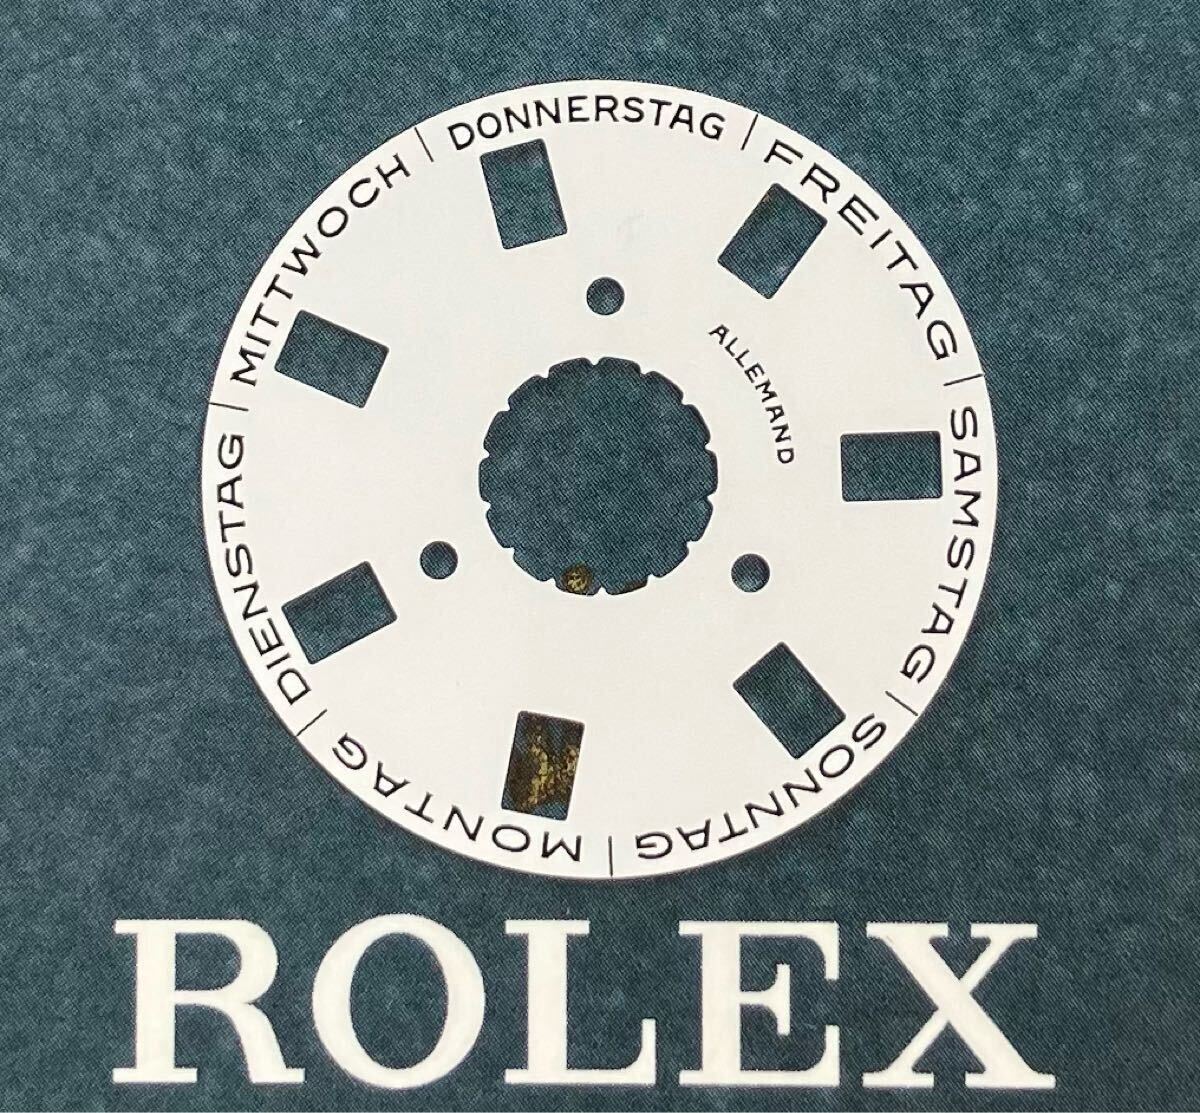 MONTAG | DIENSTAG | MITTWOCH | DONNERSTAG | FREITAG | SAMSTAG | SONNTAG |
ALLEMAND
ROLEX